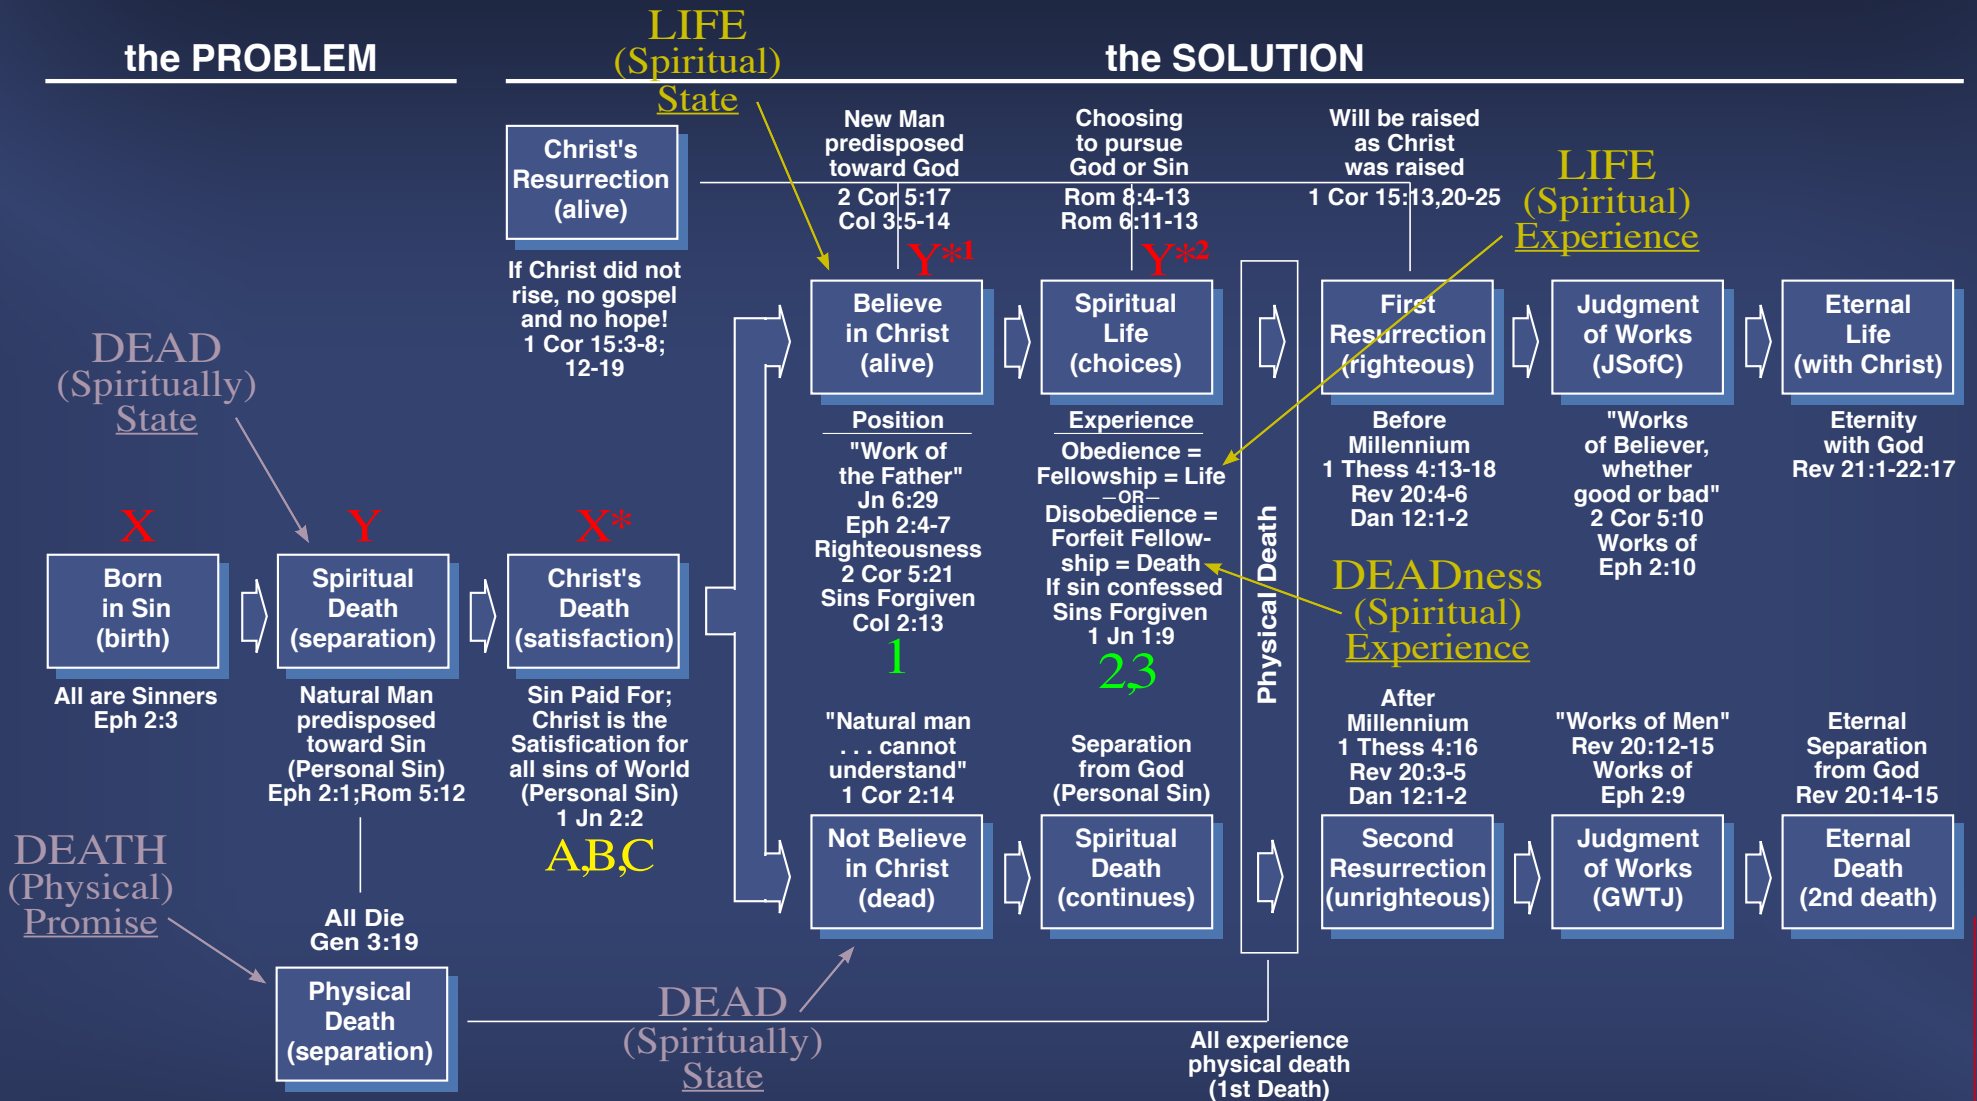 the PROBLEM
the SOLUTION
LIFE
(Spiritual)
State
Christ's
Resurrection
(alive)
If Christ did not
rise, no gospel
and no hope!
1 Cor 15:3-8;
12-19
New Man
predisposed
toward God
2 Cor 5:17
Col 3:5-14
Y*1
Choosing
to pursue
God or Sin
Rom 8:4-13
Rom 6:11-13
Y*2
Will be raised
as Christ
was raised
1 Cor 15:13,20-25
LIFE
(Spiritual)
Experience
Believe
in Christ
(alive)
Spiritual
Life
(choices)
First
Resurrection
(righteous)
Judgment
of Works
(JSofC)
Eternal
Life
(with Christ)
Position
"Work of
the Father"
Jn 6:29
Eph 2:4-7
Righteousness
2 Cor 5:21
Sins Forgiven
Col 2:13
1
Experience
Obedience =
Fellowship = Life
—OR—
Disobedience =
Forfeit Fellow-
ship = Death
If sin confessed
Sins Forgiven
1 Jn 1:9
2,3
Before
Millennium
1 Thess 4:13-18
Rev 20:4-6
Dan 12:1-2
"Works
of Believer,
whether
good or bad"
2 Cor 5:10
Works of
Eph 2:10
Eternity
with God
Rev 21:1-22:17
DEADness
(Spiritual)
Experience
Physical Death
DEAD
(Spiritually)
State
X
Born
in Sin
(birth)
All are Sinners
Eph 2:3
Y
Spiritual
Death
(separation)
Natural Man
predisposed
toward Sin
(Personal Sin)
Eph 2:1;Rom 5:12
X*
Christ's
Death
(satisfaction)
Sin Paid For;
Christ is the
Satisfication for
all sins of World
(Personal Sin)
1 Jn 2:2
A,B,C
"Natural man
. . . cannot
understand"
1 Cor 2:14
Not Believe
in Christ
(dead)
Separation
from God
(Personal Sin)
Spiritual
Death
(continues)
After
Millennium
1 Thess 4:16
Rev 20:3-5
Dan 12:1-2
Second
Resurrection
(unrighteous)
"Works of Men"
Rev 20:12-15
Works of
Eph 2:9
Judgment
of Works
(GWTJ)
Eternal
Separation
from God
Rev 20:14-15
Eternal
Death
(2nd death)
DEATH
(Physical)
Promise
All Die
Gen 3:19
Physical
Death
(separation)
DEAD
(Spiritually)
State
All experience
physical death
(1st Death)